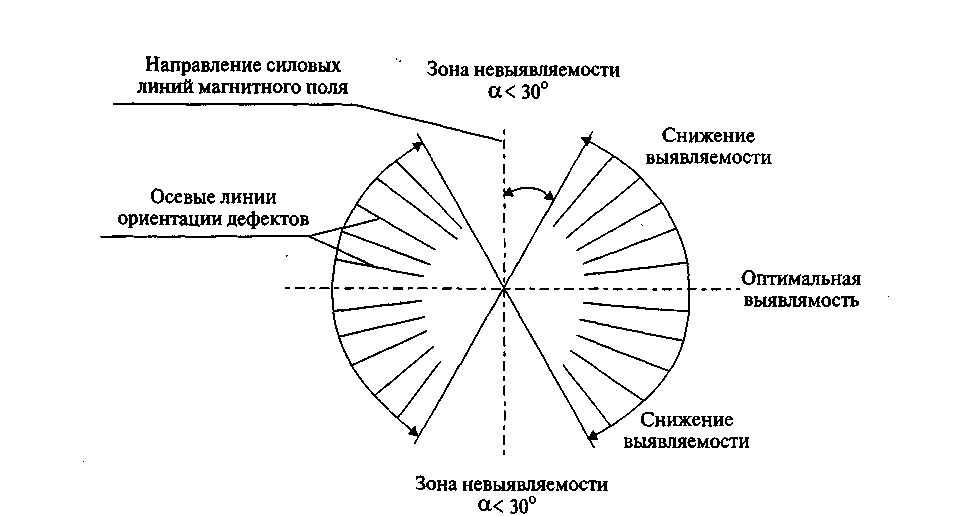 Направление силовых
линий магнитного поля
Зона невыявляемости
α < 30°
Снижение
выявляемости
Осевые линии
ориентации дефектов
Оптимальная
выявлямость
Снижение
выявляемости
Зона невыявляемости
α < 30°